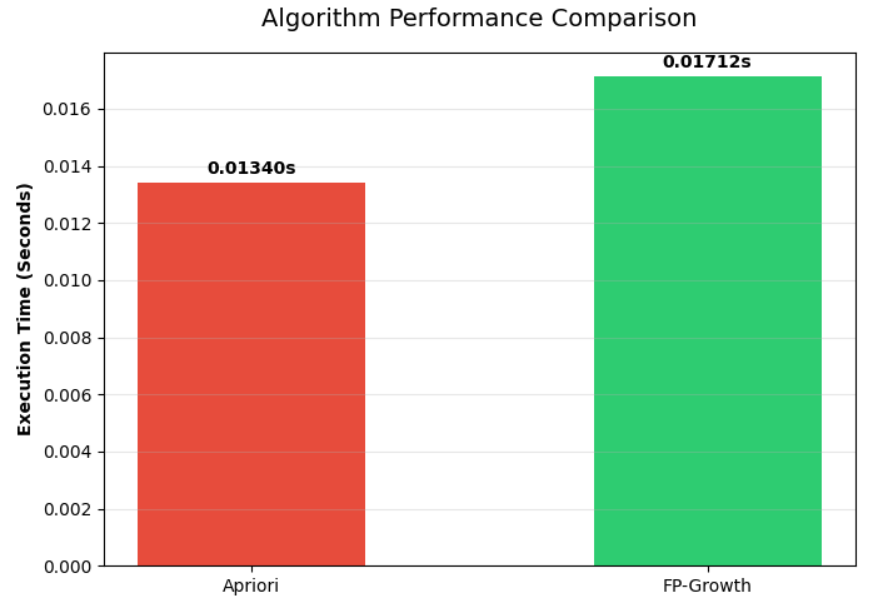 Algorithm Performance Comparison
0.01712s
0.01340s
Execution Time (Seconds)
0.016
0.014
0.012
0.010
0.008
0.006
0.004
0.002
0.000
Apriori
FP-Growth